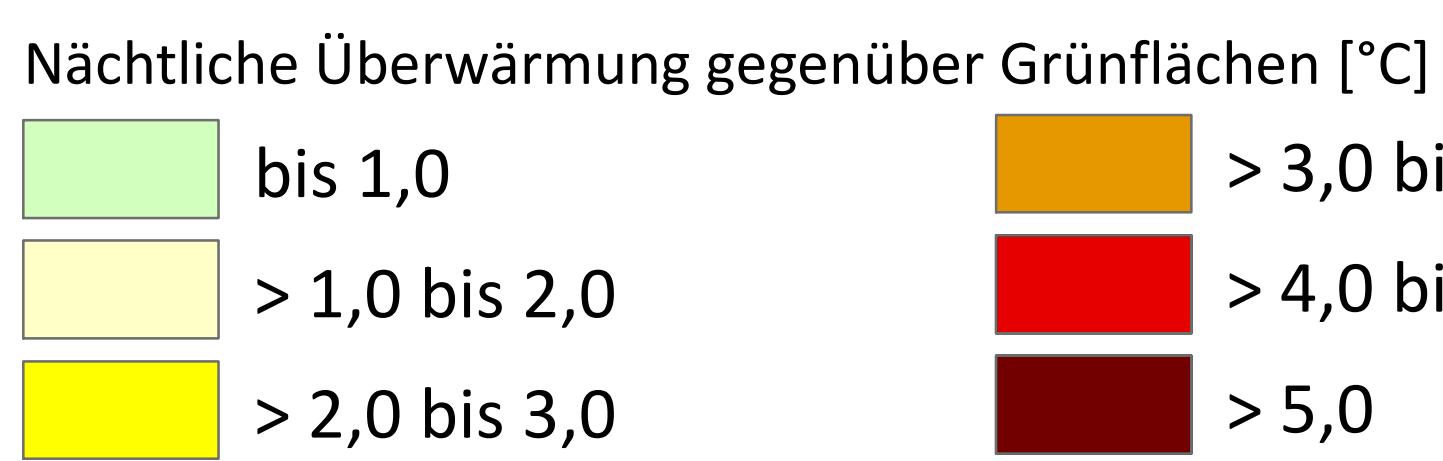 Nächtliche Überwärmung gegenüber Grünflächen [°C]
bis 1,0
> 1,0 bis 2,0
> 2,0 bis 3,0
> 3,0 bi
> 4,0 bi
> 5,0